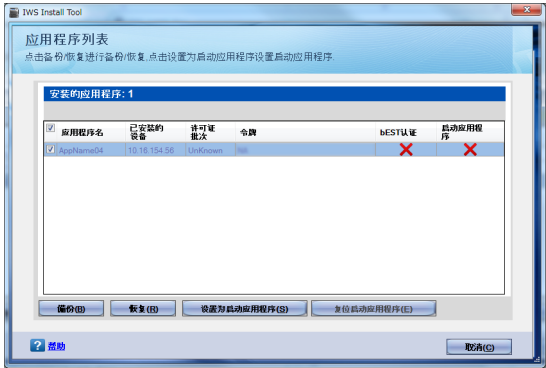 IWS Install Tool
应用程序列表
点击备份/恢复进行备份/恢复.点击设置为启动应用程序设置启动应用程序.
安装的应用程序: 1
应用程序名 已安装的设备 许可证批次 令牌 bEST认证 启动应用程序
AppName04 10.16.154.56 UnKnown
备份(B) 恢复(R) 设置为启动应用程序(S) 复位启动应用程序(E)
帮助 取消(C)